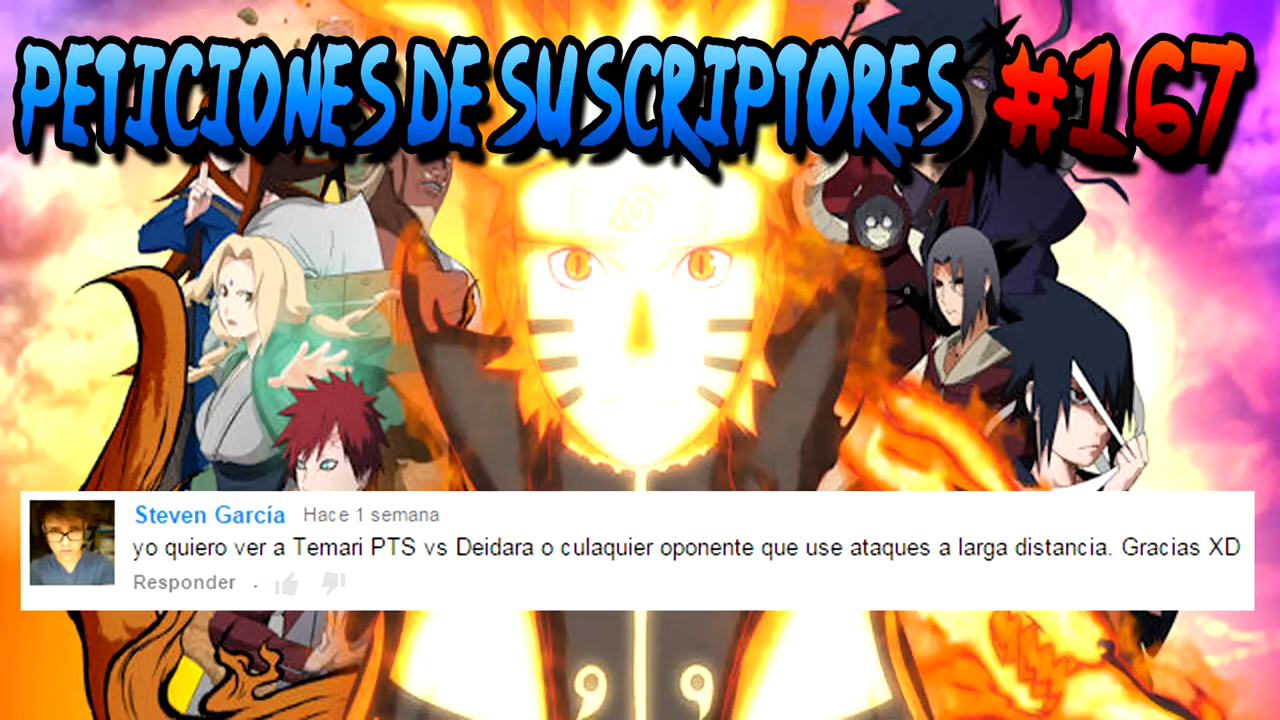 PETICIONES DE SUSCRIPTORES #167
Steven García Hace 1 semana
yo quiero ver a Temari PTS vs Deidara o culaquier oponente que use ataques a larga distancia. Gracias XD
Responder .